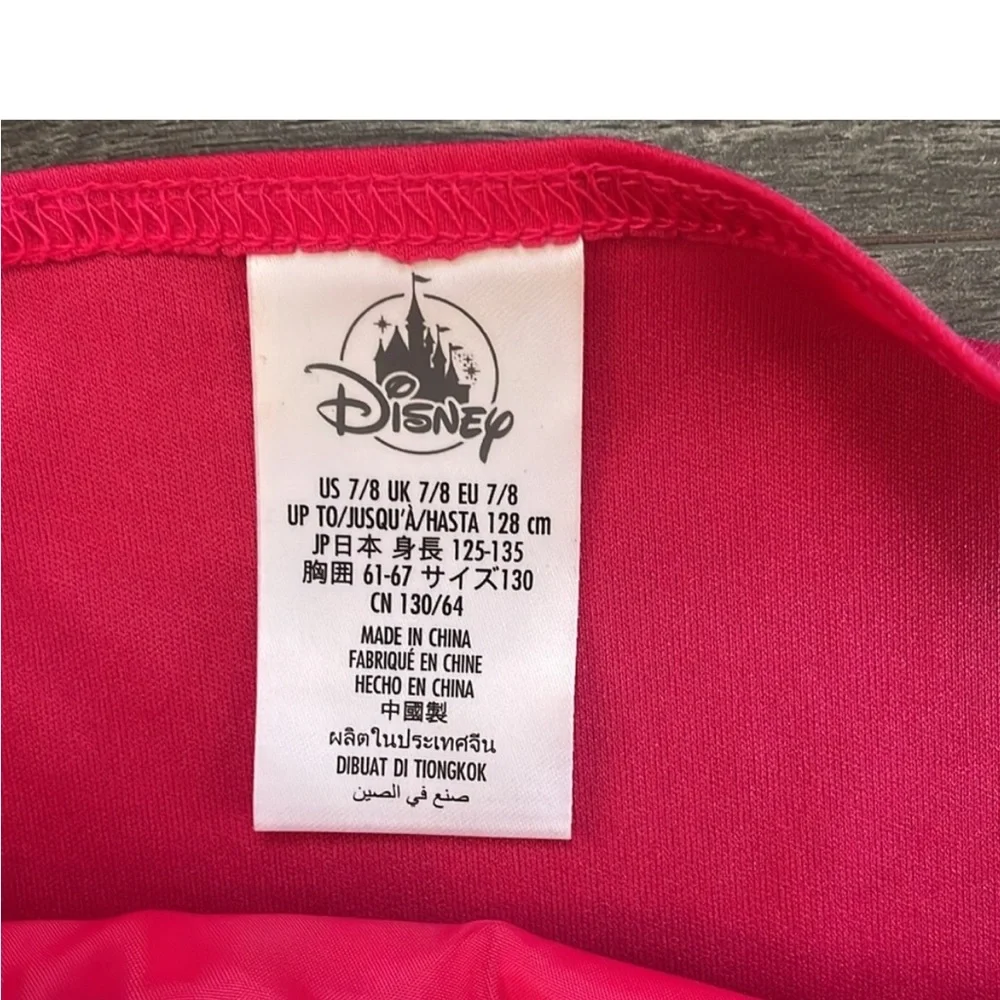 Disney
US 7/8 UK 7/8 EU 7/8
UP TO/JUSQU'À/HASTA 128 cm
JP日本 身長 125-135
胸囲 61-67 サイズ130
CN 130/64
MADE IN CHINA
FABRIQUÉ EN CHINE
HECHO EN CHINA
中國製
ผลิตในประเทศจีน
DIBUAT DI TIONGKOK
صنع في الصين